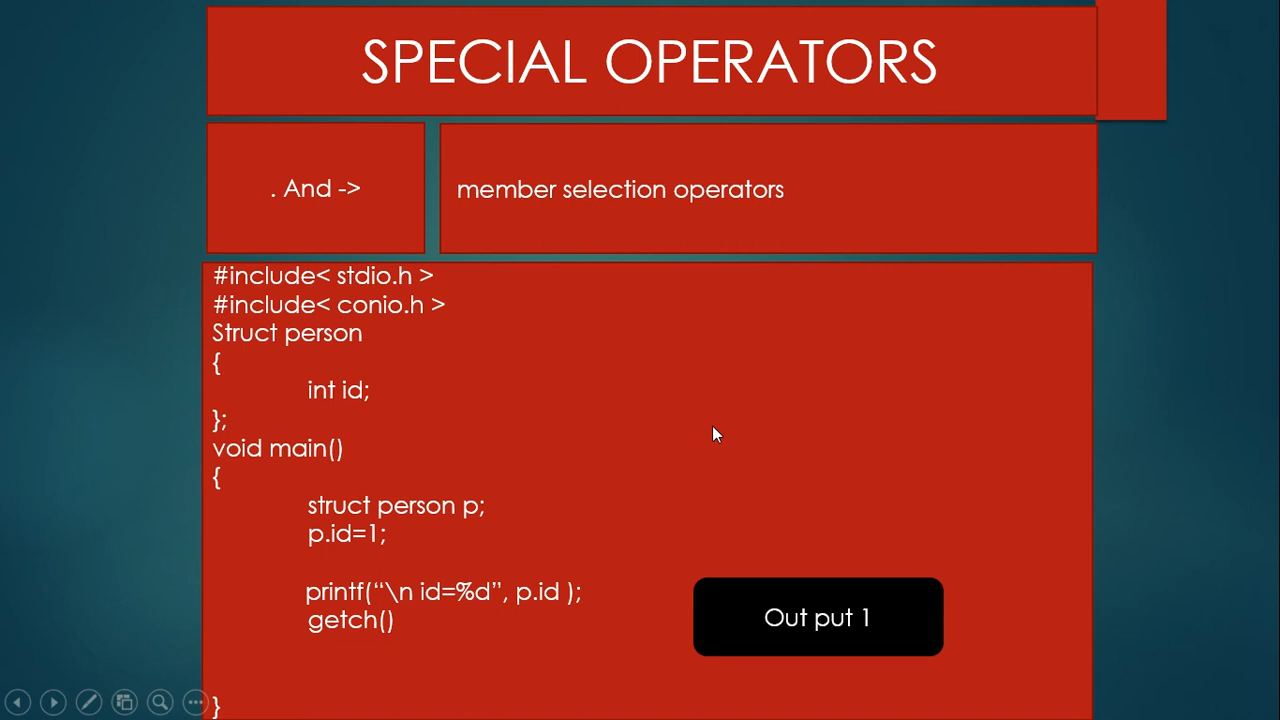 SPECIAL OPERATORS
. And ->
member selection operators
#include< stdio.h >
#include< conio.h >
Struct person
{
int id;
};
void main()
{
struct person p;
p.id=1;
printf(“\n id=%d”, p.id );
getch()
Out put 1
}